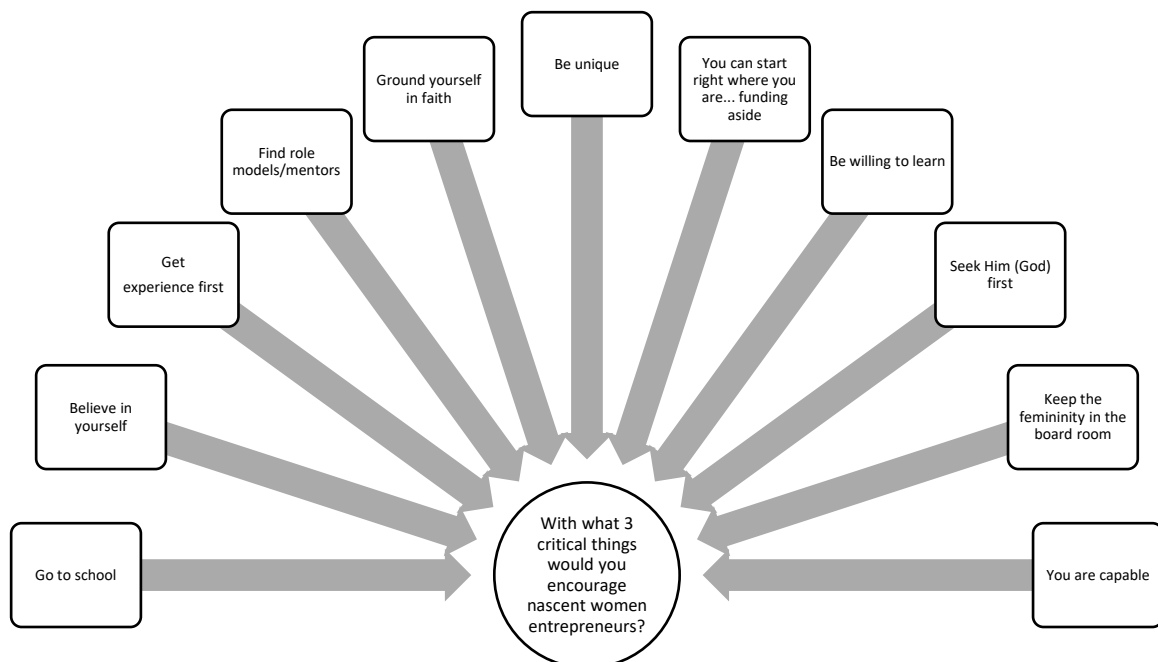 Be unique
Ground yourself
in faith
You can start
right where you
are... funding
aside
Find role
models/mentors
Be willing to learn
Get
experience first
Seek Him (God)
first
Believe in
yourself
Keep the
femininity in the
board room
Go to school
You are capable
With what 3
critical things
would you
encourage
nascent women
entrepreneurs?